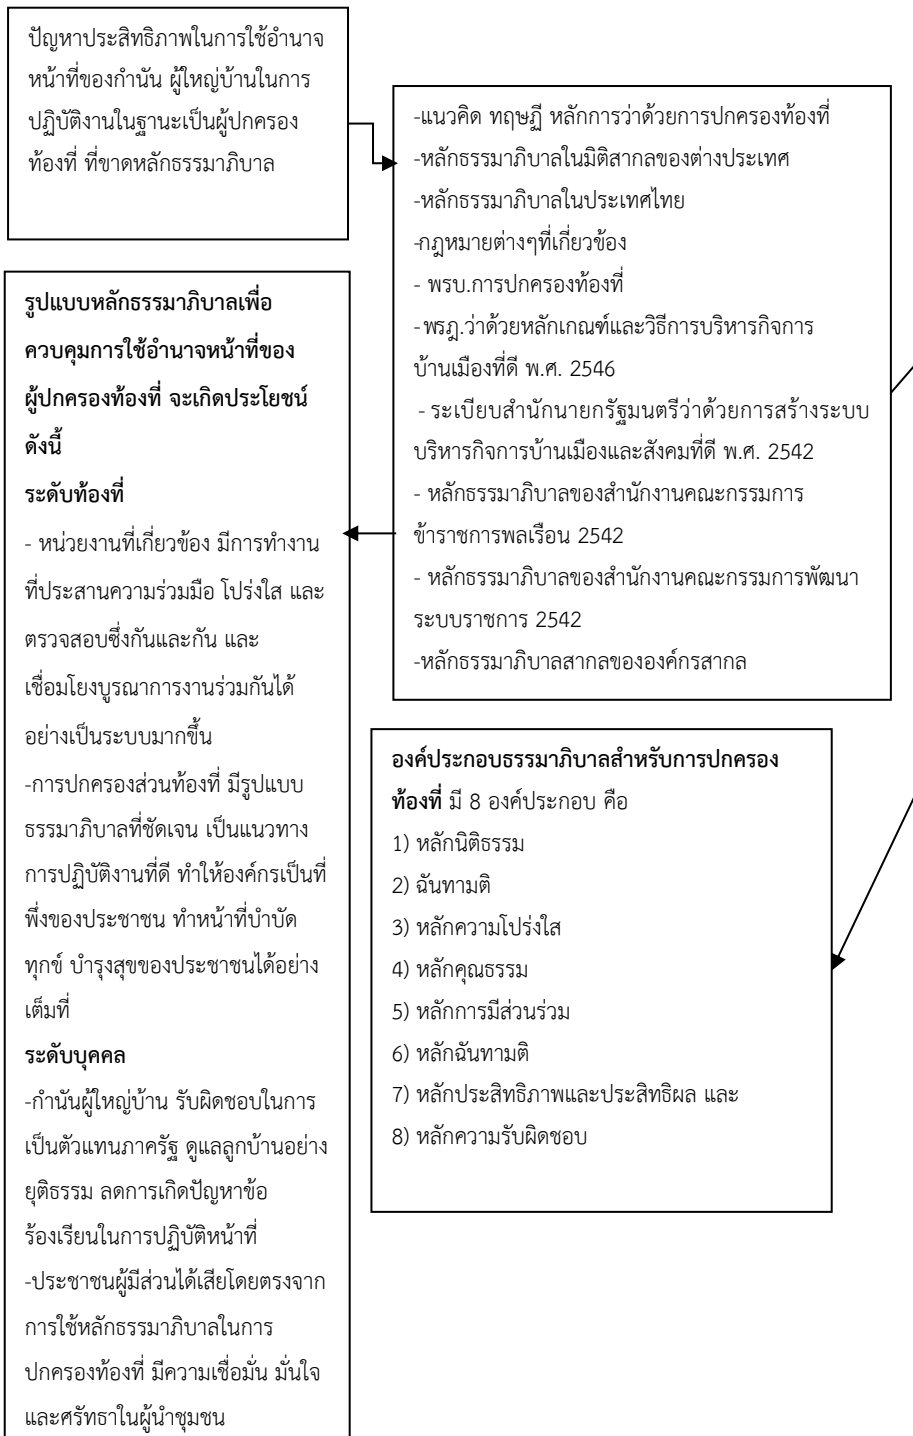 ปัญหาประสิทธิภาพในการใช้อำนาจ
หน้าที่ของกำนัน ผู้ใหญ่บ้านในการ
ปฏิบัติงานในฐานะเป็นผู้ปกครอง
ท้องที่ ที่ขาดหลักธรรมาภิบาล
-แนวคิด ทฤษฎี หลักการว่าด้วยการปกครองท้องที่
-หลักธรรมาภิบาลในมิติสากลของต่างประเทศ
-หลักธรรมาภิบาลในประเทศไทย
-กฎหมายต่างๆที่เกี่ยวข้อง
- พรบ.การปกครองท้องที่
-พรฎ.ว่าด้วยหลักเกณฑ์และวิธีการบริหารกิจการ
บ้านเมืองที่ดี พ.ศ. 2546
- ระเบียบสำนักนายกรัฐมนตรีว่าด้วยการสร้างระบบ
บริหารกิจการบ้านเมืองและสังคมที่ดี พ.ศ. 2542
- หลักธรรมาภิบาลของสำนักงานคณะกรรมการ
ข้าราชการพลเรือน 2542
- หลักธรรมาภิบาลของสำนักงานคณะกรรมการพัฒนา
ระบบราชการ 2542
-หลักธรรมาภิบาลสากลขององค์กรสากล
รูปแบบหลักธรรมาภิบาลเพื่อ
ควบคุมการใช้อำนาจหน้าที่ของ
ผู้ปกครองท้องที่ จะเกิดประโยชน์
ดังนี้
ระดับท้องที่
- หน่วยงานที่เกี่ยวข้อง มีการทำงาน
ที่ประสานความร่วมมือ โปร่งใส และ
ตรวจสอบซึ่งกันและกัน และ
เชื่อมโยงบูรณาการงานร่วมกันได้
อย่างเป็นระบบมากขึ้น
-การปกครองส่วนท้องที่ มีรูปแบบ
ธรรมาภิบาลที่ชัดเจน เป็นแนวทาง
การปฏิบัติงานที่ดี ทำให้องค์กรเป็นที่
พึ่งของประชาชน ทำหน้าที่บำบัด
ทุกข์ บำรุงสุขของประชาชนได้อย่าง
เต็มที่
ระดับบุคคล
-กำนันผู้ใหญ่บ้าน รับผิดชอบในการ
เป็นตัวแทนภาครัฐ ดูแลลูกบ้านอย่าง
ยุติธรรม ลดการเกิดปัญหาข้อ
ร้องเรียนในการปฏิบัติหน้าที่
-ประชาชนผู้มีส่วนได้เสียโดยตรงจาก
การใช้หลักธรรมาภิบาลในการ
ปกครองท้องที่ มีความเชื่อมั่น มั่นใจ
และศรัทธาในผู้นำชุมชน
องค์ประกอบธรรมาภิบาลสำหรับการปกครอง
ท้องที่ มี 8 องค์ประกอบ คือ
1) หลักนิติธรรม
2) ฉันทามติ
3) หลักความโปร่งใส
4) หลักคุณธรรม
5) หลักการมีส่วนร่วม
6) หลักฉันทามติ
7) หลักประสิทธิภาพและประสิทธิผล และ
8) หลักความรับผิดชอบ